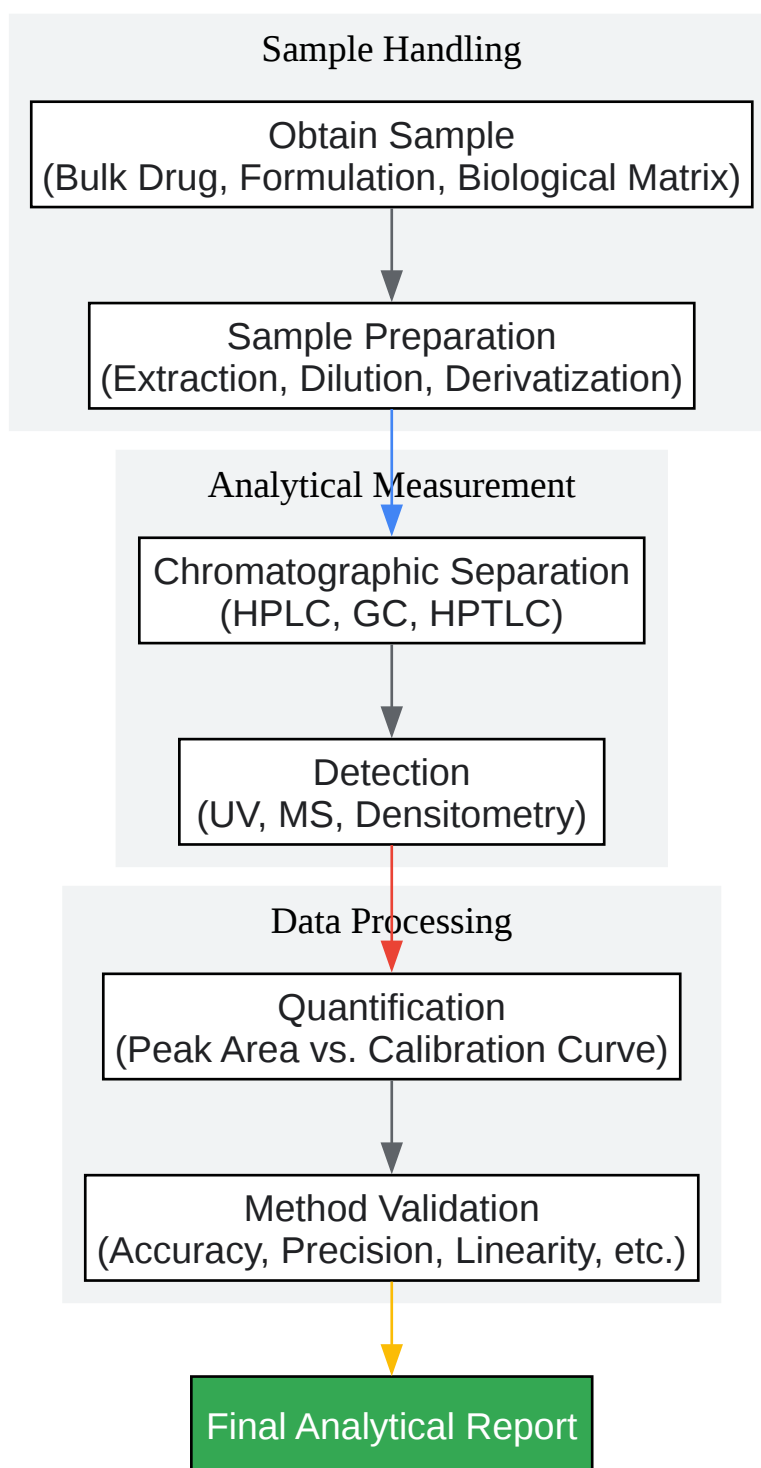 Sample Handling
Obtain Sample
(Bulk Drug, Formulation, Biological Matrix)
Sample Preparation
(Extraction, Dilution, Derivatization)
Analytical Measurement
Chromatographic Separation
(HPLC, GC, HPTLC)
Detection
(UV, MS, Densitometry)
Data Processing
Quantification
(Peak Area vs. Calibration Curve)
Method Validation
(Accuracy, Precision, Linearity, etc.)
Final Analytical Report